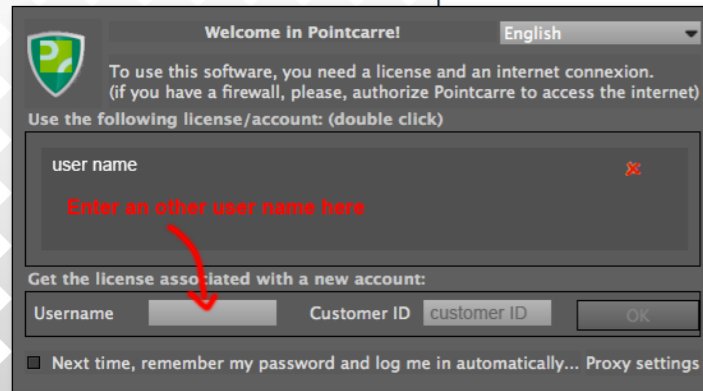 Welcome in Pointcarre!
English
To use this software, you need a license and an internet connexion.
(if you have a firewall, please, authorize Pointcarre to access the internet)
Use the following license/account: (double click)
user name
Enter an other user name here
Get the license associated with a new account:
Username
Customer ID
customer ID
OK
Next time, remember my password and log me in automatically...
Proxy settings